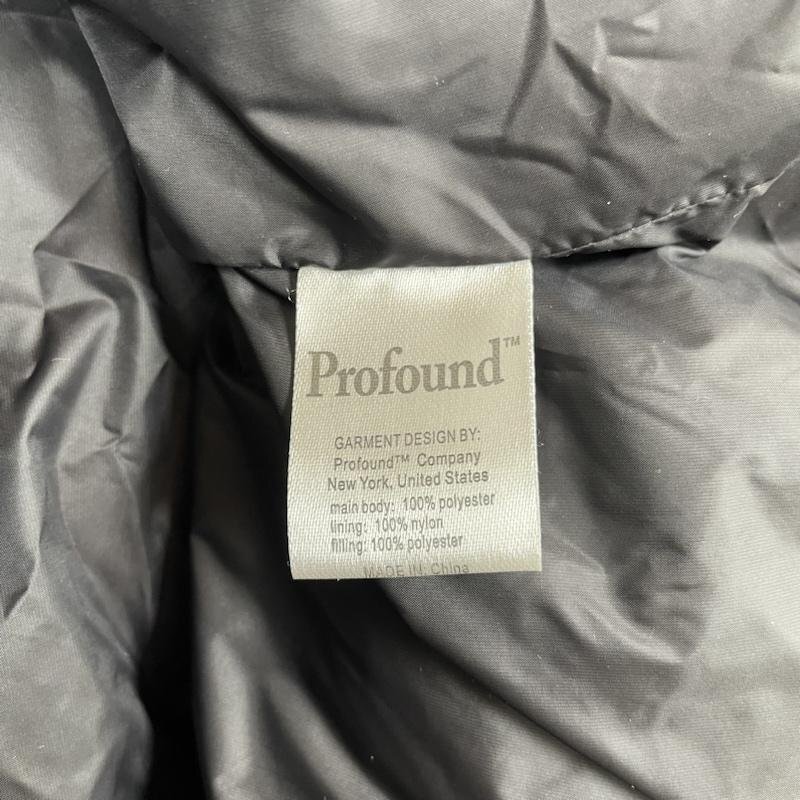 Profound™
GARMENT DESIGN BY:
Profound™ Company
New York, United States
main body: 100% polyester
lining: 100% nylon
filling: 100% polyester
MADE IN: China